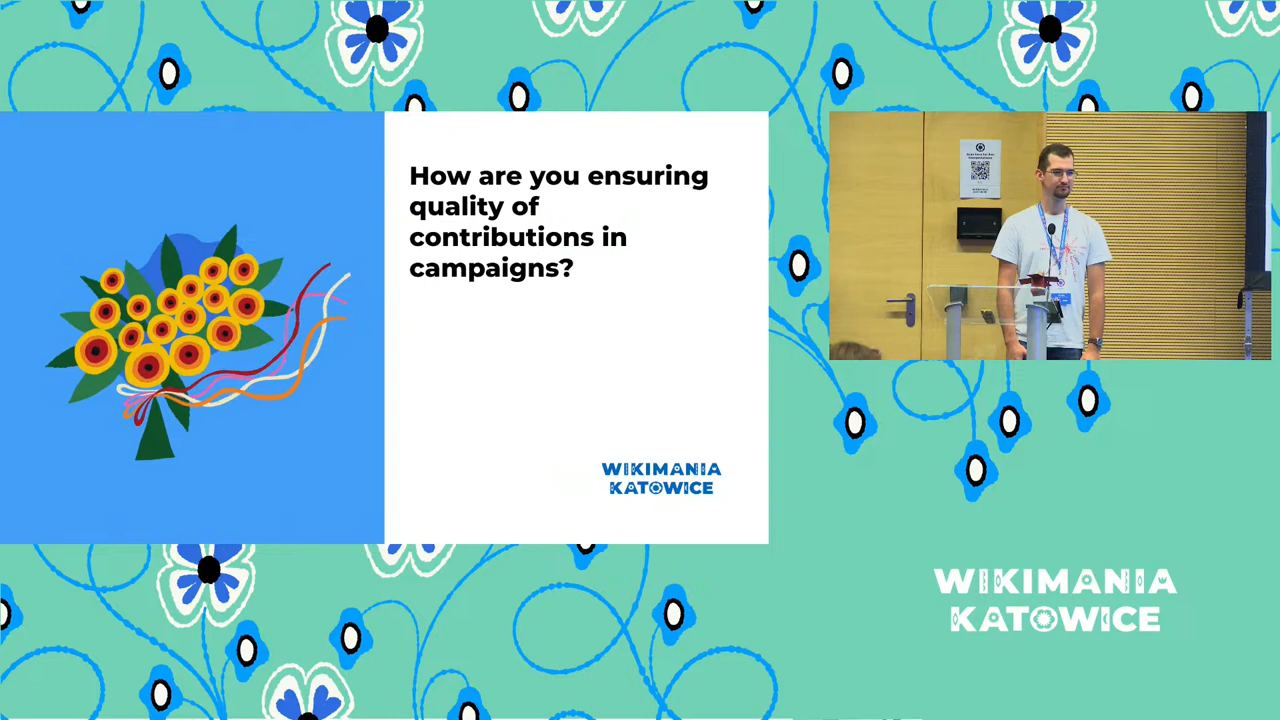 How are you ensuring
quality of
contributions in
campaigns?
WIKIMANIA
KATOWICE
WIKIMANIA
KATOWICE